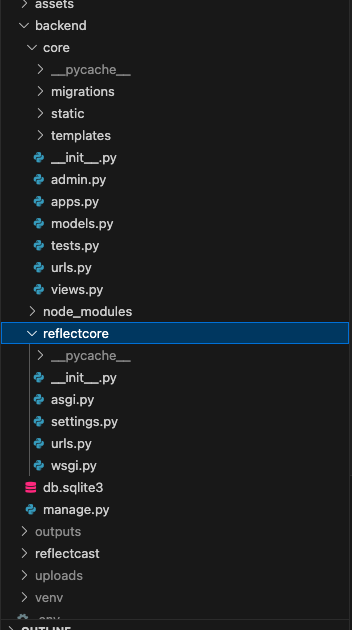 assets
backend
core
__pycache__
migrations
static
templates
__init__.py
admin.py
apps.py
models.py
tests.py
urls.py
views.py
node_modules
reflectcore
__pycache__
__init__.py
asgi.py
settings.py
urls.py
wsgi.py
db.sqlite3
manage.py
outputs
reflectcast
uploads
venv
.env
OUTLINE